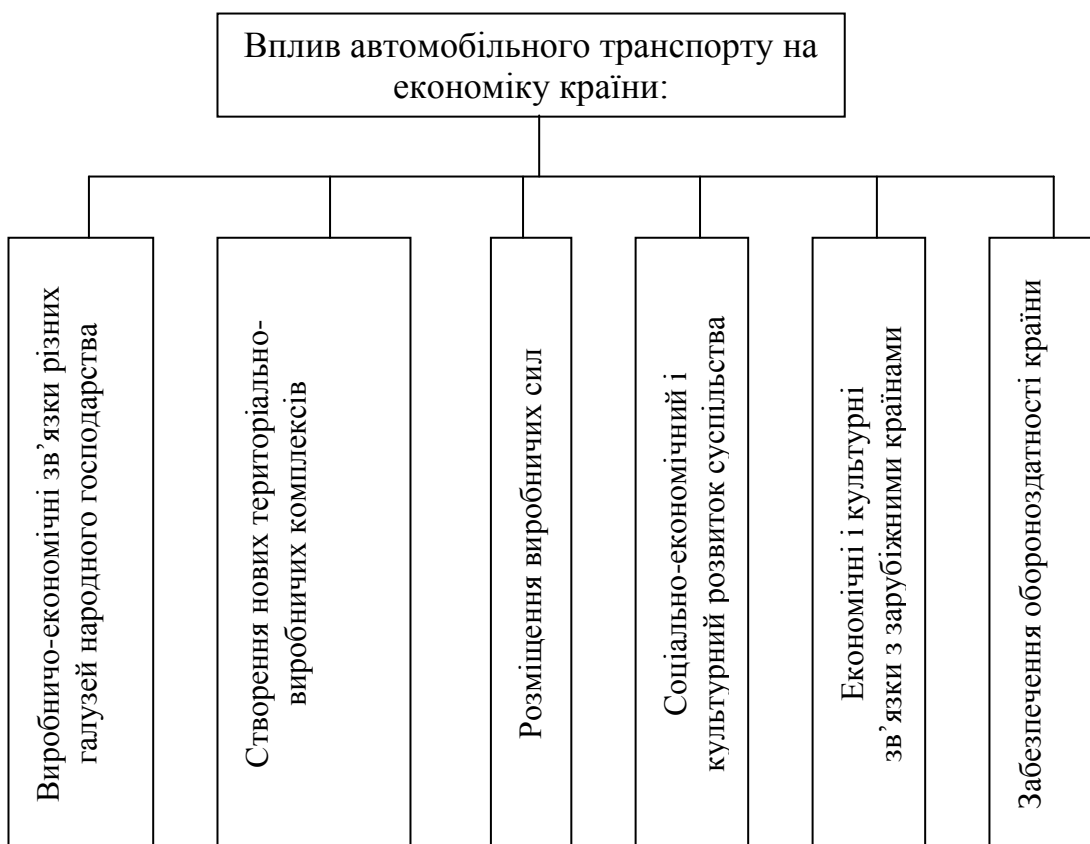 Вплив автомобільного транспорту на
економіку країни:
Виробничо-економічні зв’язки різних
галузей народного господарства
Створення нових територіально-
виробничих комплексів
Розміщення виробничих сил
Соціально-економічний і
культурний розвиток суспільства
Економічні і культурні
зв’язки з зарубіжними країнами
Забезпечення обороноздатності країни